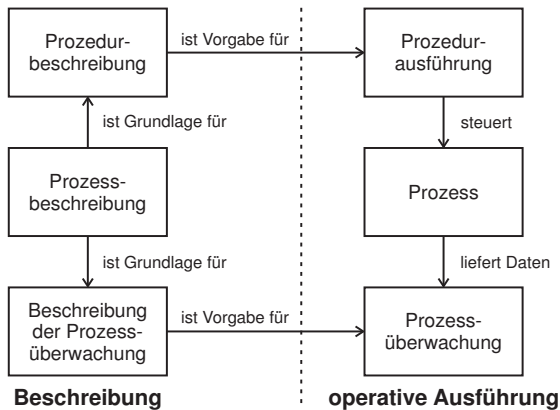 Prozedur-
beschreibung
ist Vorgabe für
Prozedur-
ausführung
ist Grundlage für
steuert
Prozess-
beschreibung
Prozess
ist Grundlage für
liefert Daten
Beschreibung
der Prozess-
überwachung
ist Vorgabe für
Prozess-
überwachung
Beschreibung
operative Ausführung